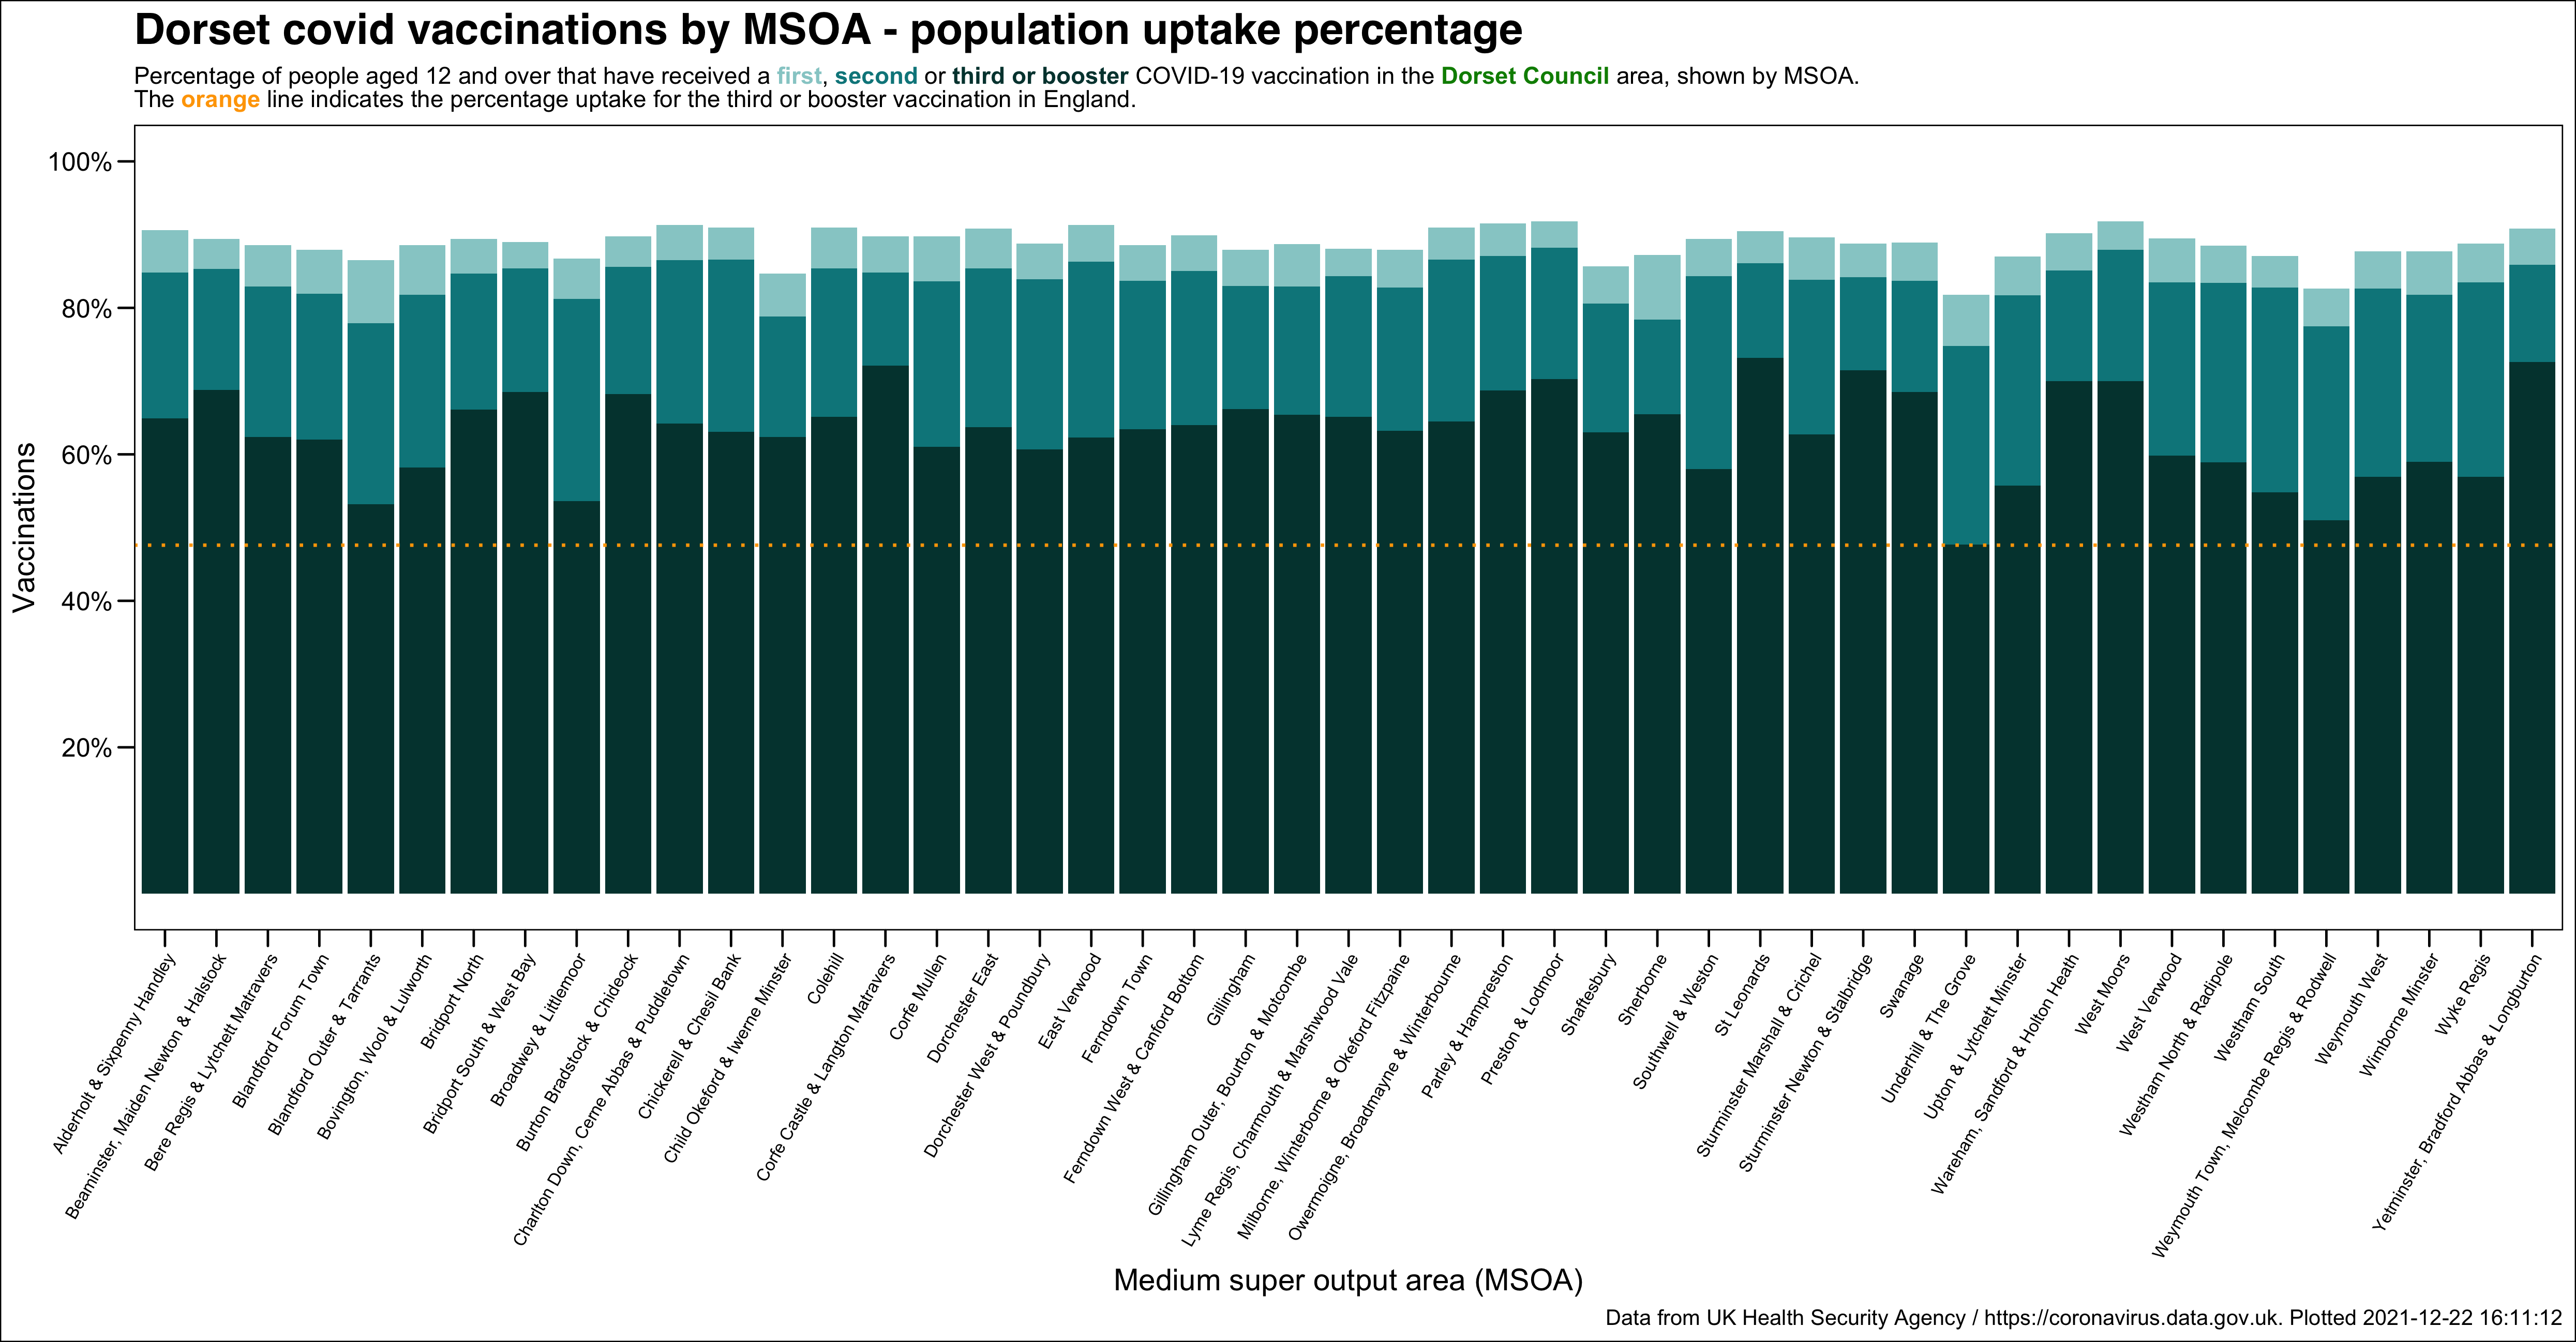 Dorset covid vaccinations by MSOA - population uptake percentage
Percentage of people aged 12 and over that have received a first, second or third or booster COVID-19 vaccination in the Dorset Council area, shown by MSOA.
The orange line indicates the percentage uptake for the third or booster vaccination in England.
Vaccinations
100%
80%
60%
40%
20%
Alderholt & Sixpenny Handley
Beaminster, Maiden Newton & Halstock
Bere Regis & Lytchett Matravers
Blandford Forum Town
Blandford Outer & Tarrants
Bovington, Wool & Lulworth
Bridport North
Bridport South & West Bay
Broadwey & Littlemoor
Burton Bradstock & Chideock
Charlton Down, Cerne Abbas & Puddletown
Chickerell & Chesil Bank
Child Okeford & Iwerne Minster
Colehill
Corfe Castle & Langton Matravers
Corfe Mullen
Dorchester East
Dorchester West & Poundbury
East Verwood
Ferndown Town
Ferndown West & Canford Bottom
Gillingham
Gillingham Outer, Bourton & Motcombe
Lyme Regis, Charmouth & Marshwood Vale
Milborne, Winterborne & Okeford Fitzpaine
Owermoigne, Broadmayne & Winterbourne
Parley & Hampreston
Preston & Lodmoor
Shaftesbury
Sherborne
Southwell & Weston
St Leonards
Sturminster Marshall & Crichel
Sturminster Newton & Stalbridge
Swanage
Underhill & The Grove
Upton & Lytchett Minster
Wareham, Sandford & Holton Heath
West Moors
West Verwood
Westham North & Radipole
Westham South
Weymouth Town, Melcombe Regis & Rodwell
Weymouth West
Wimborne Minster
Wyke Regis
Yetminster, Bradford Abbas & Longburton
Medium super output area (MSOA)
Data from UK Health Security Agency / https://coronavirus.data.gov.uk. Plotted 2021-12-22 16:11:12